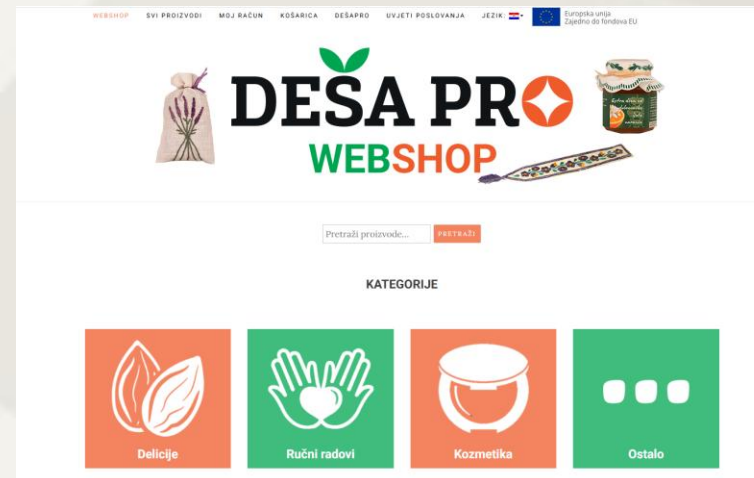 WEBSHOP SVI PROIZVODI MOJ RAČUN KOŠARICA DEŠAPRO UVJETI POSLOVANJA JEZIK:
Europska unija
Zajedno do fondova EU
DEŠA PRO
WEBSHOP
Pretraži proizvode...
PRETRAŽI
KATEGORIJE
Delicije
Ručni radovi
Kozmetika
Ostalo